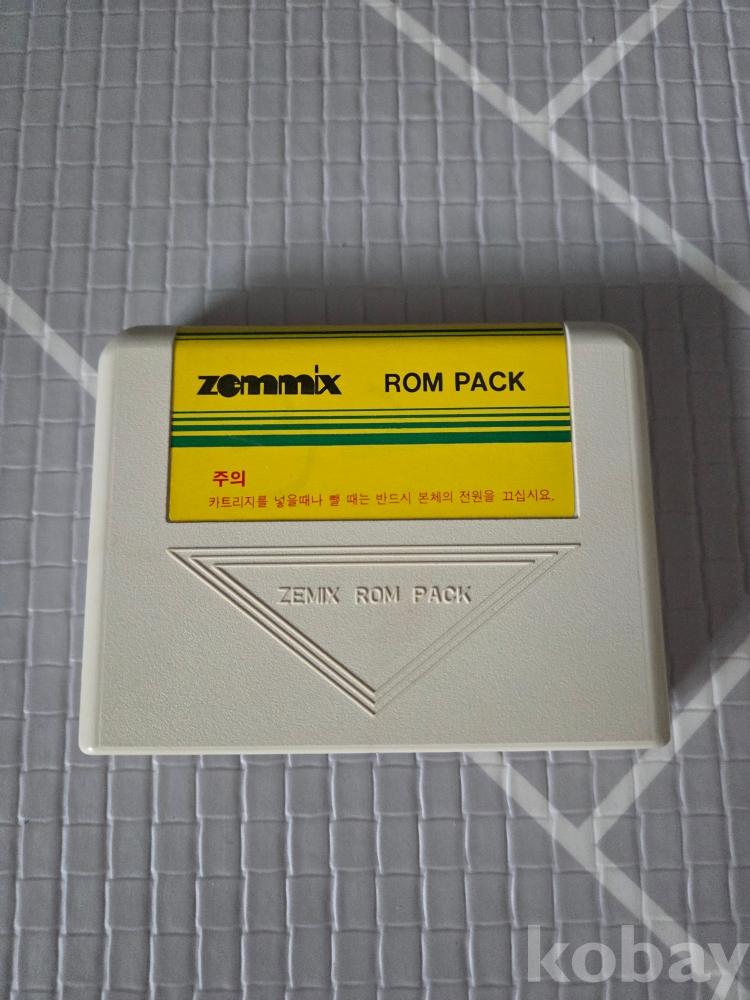 zemmix ROM PACK
주의
카트리지를 넣을때나 뺄 때는 반드시 본체의 전원을 끄십시요.
ZEMIX ROM PACK
kobay